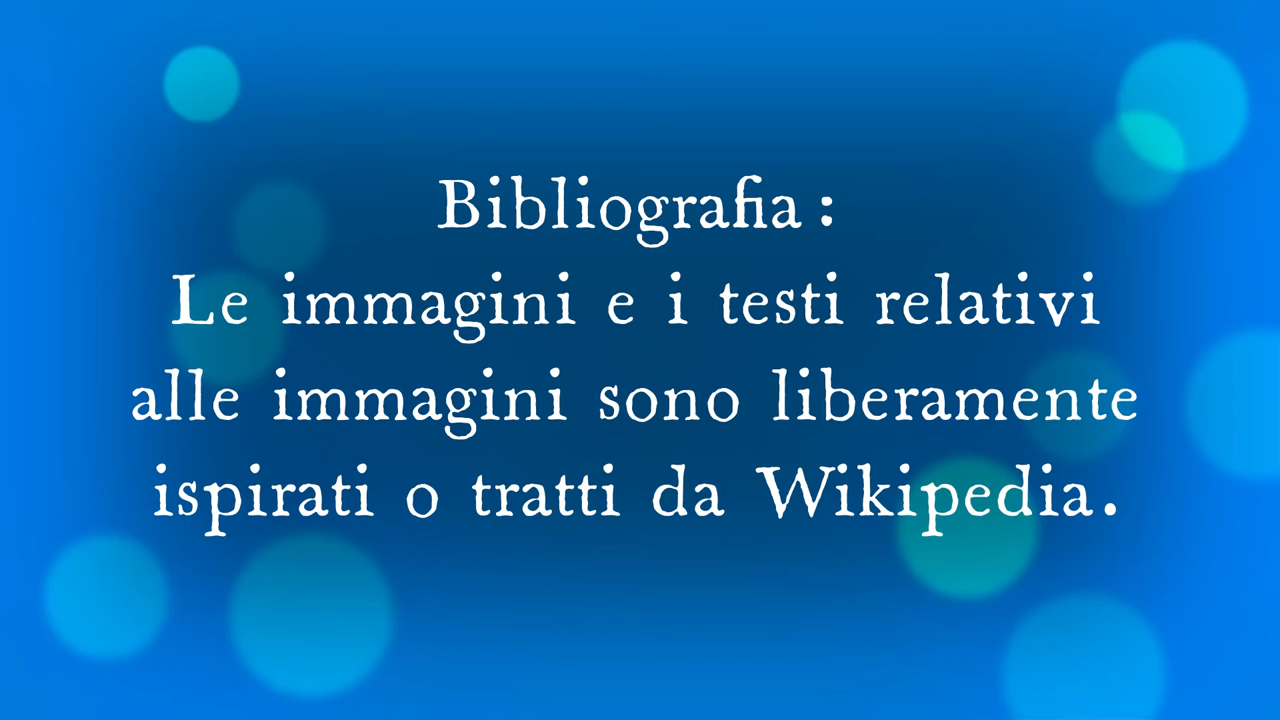 Bibliografia :
Le immagini e i testi relativi
alle immagini sono liberamente
ispirati o tratti da Wikipedia.